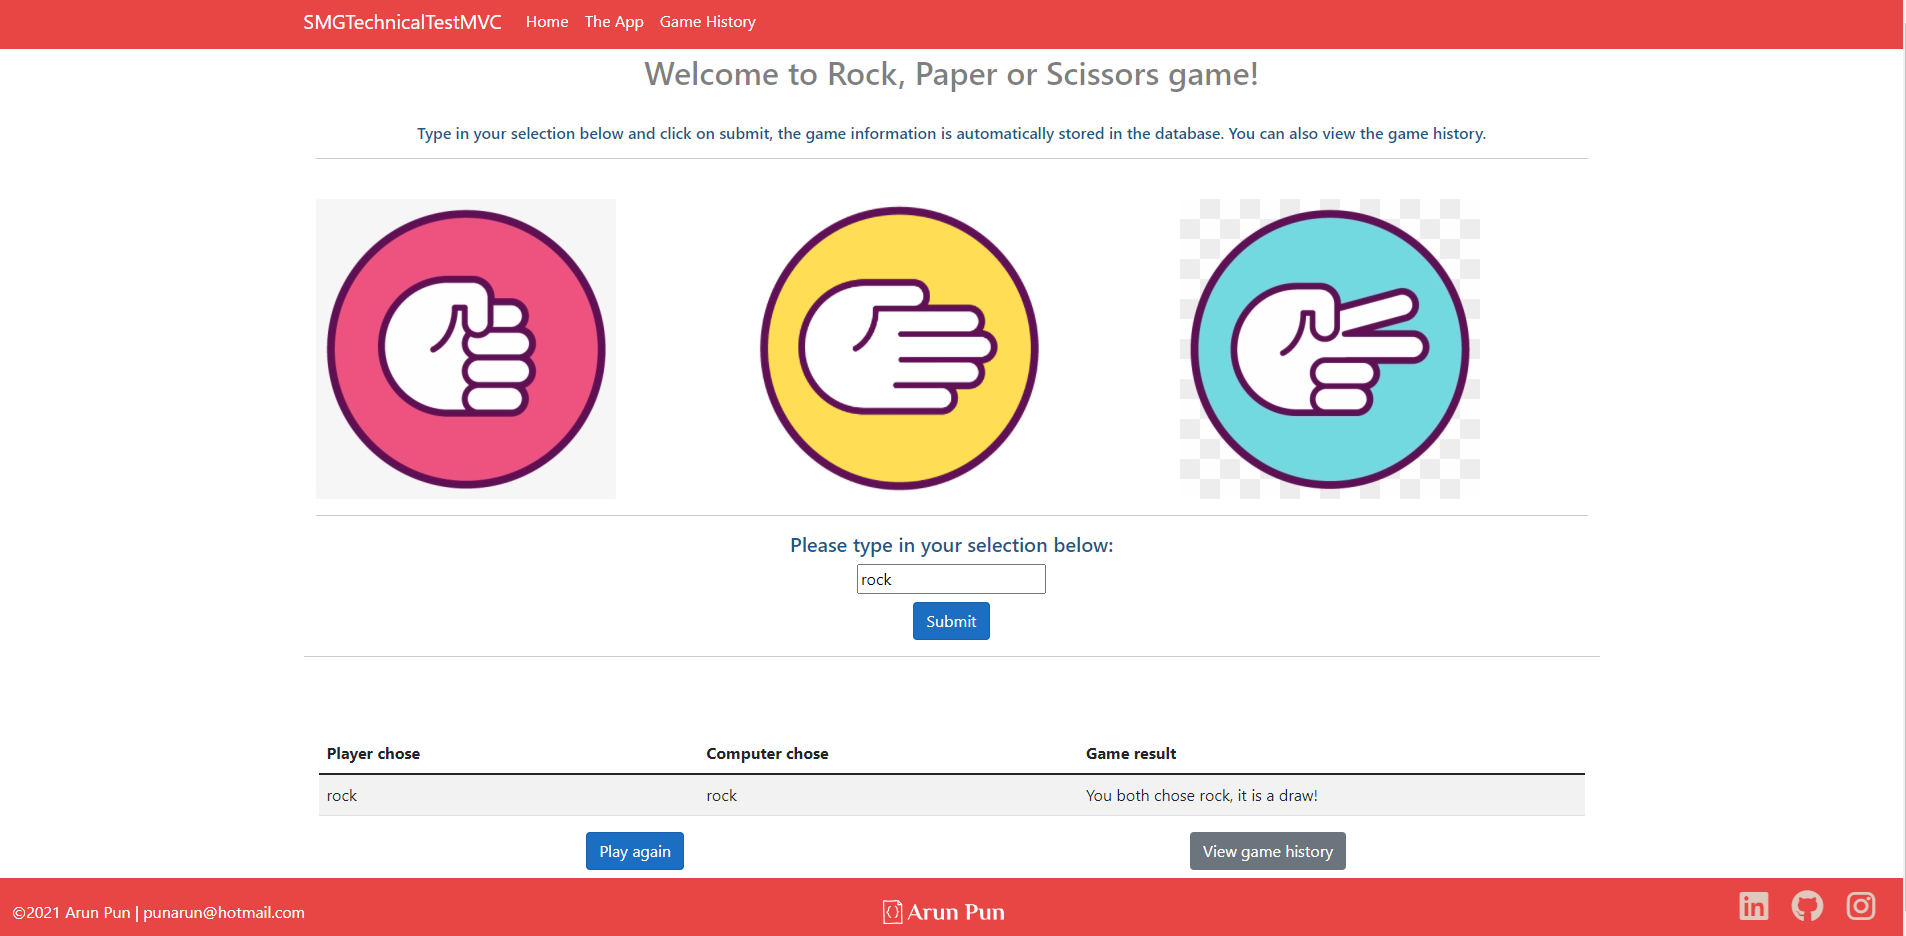 SMGTechnicalTestMVC Home The App Game History
Welcome to Rock, Paper or Scissors game!
Type in your selection below and click on submit, the game information is automatically stored in the database. You can also view the game history.
Please type in your selection below:
rock
Submit
Player chose Computer chose Game result
rock rock You both chose rock, it is a draw!
Play again View game history
©2021 Arun Pun | punarun@hotmail.com Arun Pun in